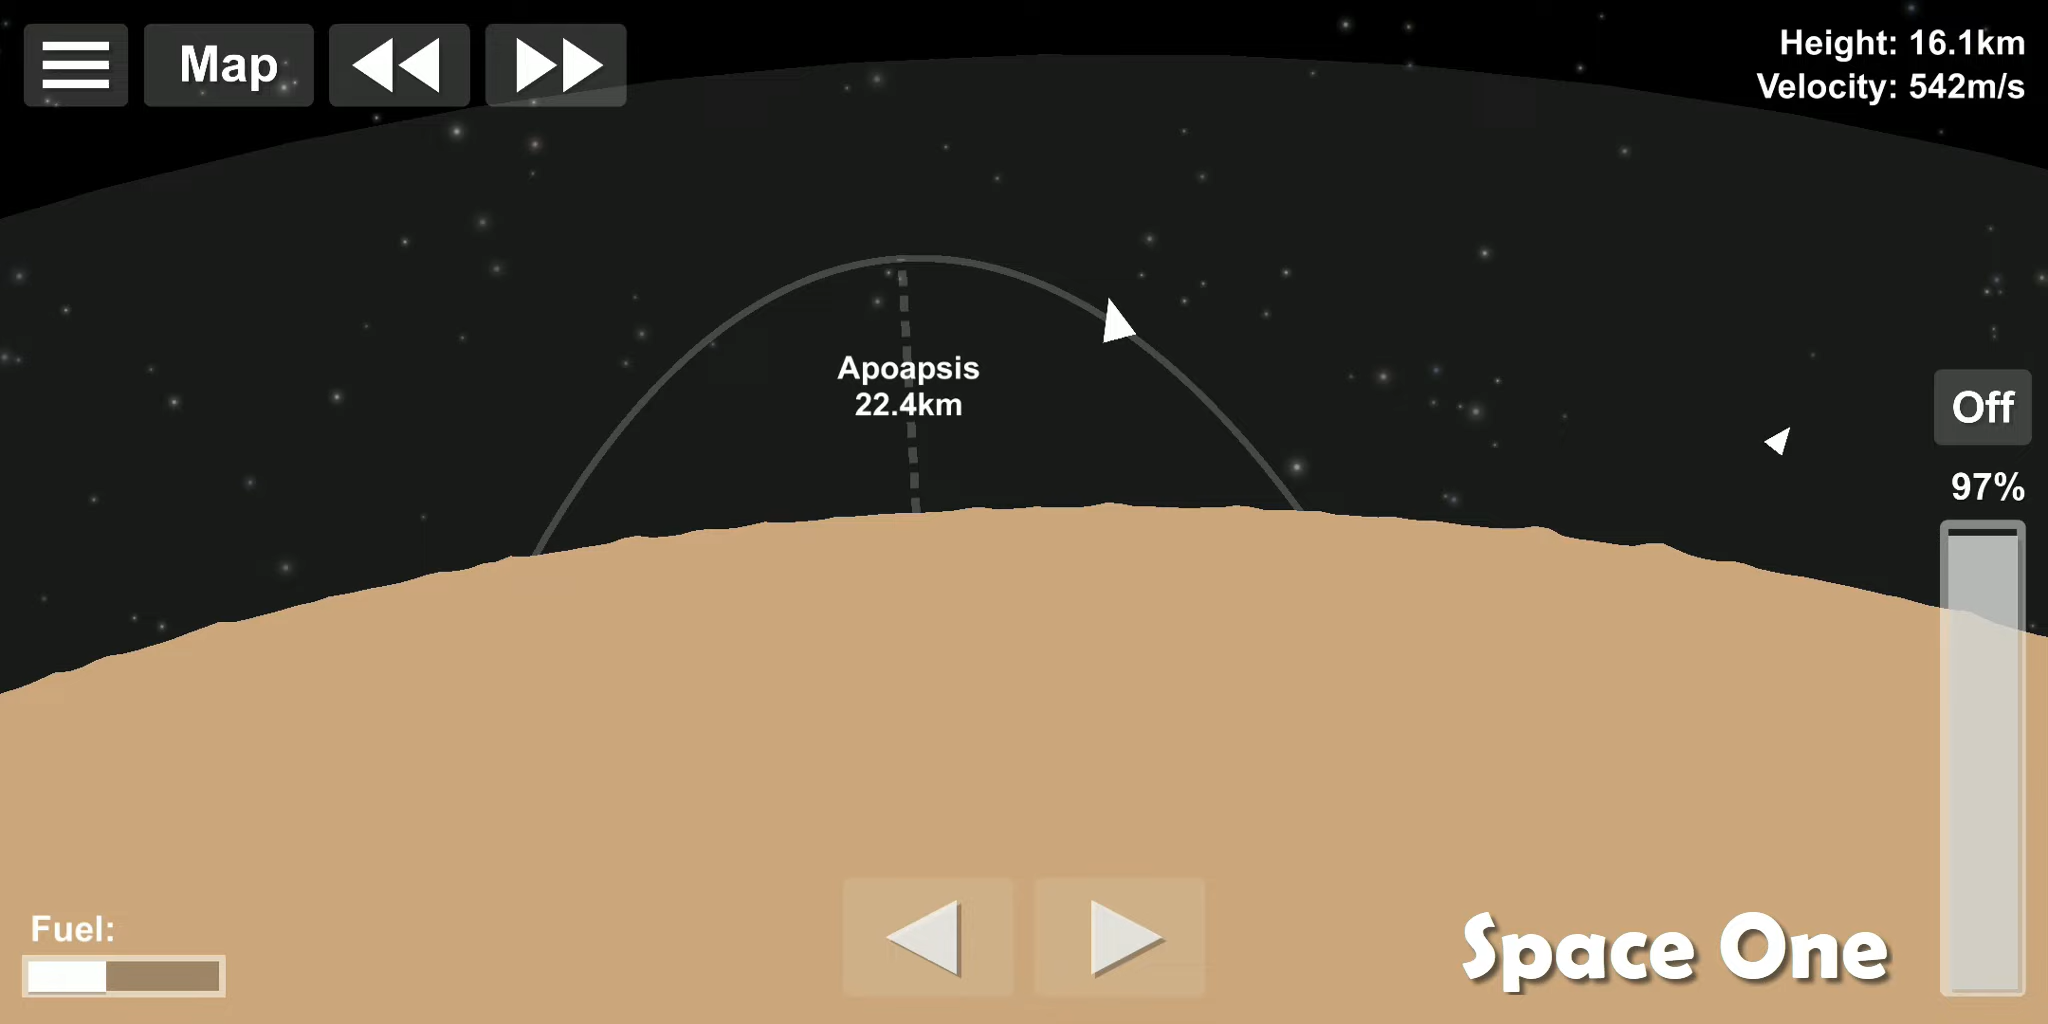 Map
Height: 16.1km
Velocity: 542m/s
Apoapsis
22.4km
Off
97%
Fuel:
Space One